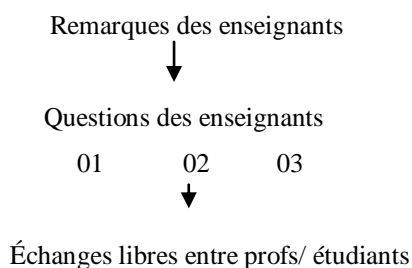 Remarques des enseignants
Questions des enseignants
01 02 03
Échanges libres entre profs/ étudiants